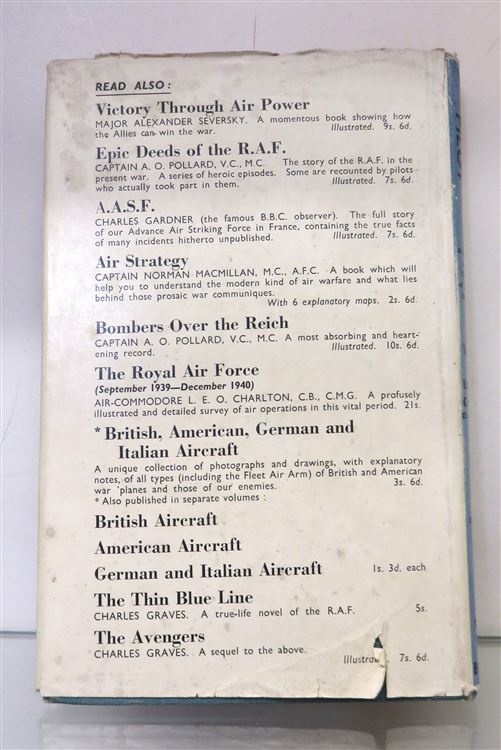 READ ALSO:
Victory Through Air Power
MAJOR ALEXANDER SEVERSKY. A momentous book showing how
the Allies can win the war. Illustrated. 9s. 6d.
Epic Deeds of the R.A.F.
CAPTAIN A. O. POLLARD, V.C., M.C. The story of the R.A.F. in the
present war. A series of heroic episodes. Some are recounted by pilots
who actually took part in them. Illustrated. 7s. 6d.
A.A.S.F.
CHARLES GARDNER (the famous B.B.C. observer). The full story
of our Advance Air Striking Force in France, containing the true facts
of many incidents hitherto unpublished. Illustrated. 7s. 6d.
Air Strategy
CAPTAIN NORMAN MACMILLAN, M.C., A.F.C. A book which will
help you to understand the modern kind of air warfare and what lies
behind those prosaic war communiques.
With 6 explanatory maps. 2s. 6d.
Bombers Over the Reich
CAPTAIN A. O. POLLARD, V.C., M.C. A most absorbing and heart-
ening record. Illustrated. 10s. 6d.
The Royal Air Force
(September 1939—December 1940)
AIR-COMMODORE L. E. O. CHARLTON, C.B., C.M.G. A profusely
illustrated and detailed survey of air operations in this vital period. 21s.
* British, American, German and
Italian Aircraft
A unique collection of photographs and drawings, with explanatory
notes, of all types (including the Fleet Air Arm) of British and American
war 'planes and those of our enemies. 3s. 6d.
* Also published in separate volumes :
British Aircraft
American Aircraft
German and Italian Aircraft 1s. 3d. each
The Thin Blue Line
CHARLES GRAVES. A true-life novel of the R.A.F. 5s.
The Avengers
CHARLES GRAVES. A sequel to the above.
7s. 6d.